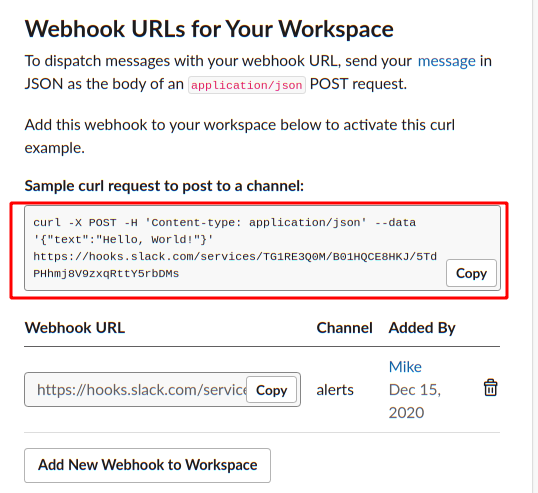 Webhook URLs for Your Workspace
To dispatch messages with your webhook URL, send your message in
JSON as the body of an application/json POST request.
Add this webhook to your workspace below to activate this curl
example.
Sample curl request to post to a channel:
curl -X POST -H 'Content-type: application/json' --data
'{"text":"Hello, World!"}'
https://hooks.slack.com/services/TG1RE3Q0M/B01HQCE8HKJ/5Td
PHhmj8V9zxqRttY5rbDMs
Copy
Webhook URL Channel Added By
https://hooks.slack.com/service Copy alerts Mike
Dec 15,
2020
Add New Webhook to Workspace